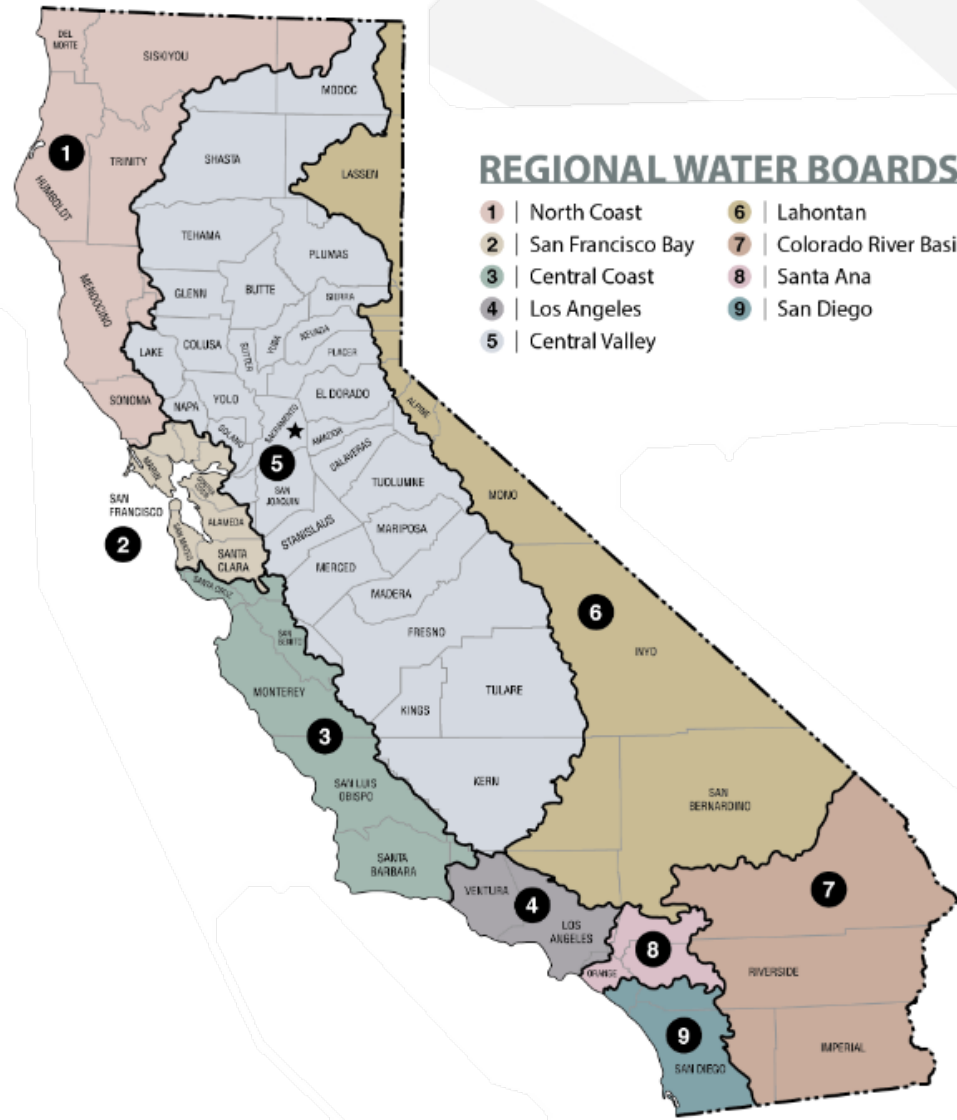 DEL
NORTE
SISKIYOU
MODOC
1
TRINITY
SHASTA
LASSEN
HUMBOLDT
REGIONAL WATER BOARDS
1 | North Coast
2 | San Francisco Bay
3 | Central Coast
4 | Los Angeles
5 | Central Valley
6 | Lahontan
7 | Colorado River Basi
8 | Santa Ana
9 | San Diego
TEHAMA
PLUMAS
GLENN
BUTTE
SIERRA
MENDOCINO
LAKE
COLUSA
YUBA
NEVADA
PLACER
SONOMA
NAPA
YOLO
EL DORADO
ALPINE
SOLANO
SACRAMENTO
AMADOR
CALAVERAS
5
MARIN
CONTRA
COSTA
SAN
JOAQUIN
TUOLUMNE
MONO
SAN
FRANCISCO
2
ALAMEDA
STANISLAUS
MARIPOSA
SAN MATEO
SANTA
CLARA
MERCED
SANTA CRUZ
MADERA
6
SAN
BENITO
FRESNO
INYO
MONTEREY
KINGS
TULARE
3
SAN LUIS
OBISPO
KERN
SAN
BERNARDINO
SANTA
BARBARA
VENTURA
4
LOS
ANGELES
7
8
ORANGE
RIVERSIDE
9
SAN DIEGO
IMPERIAL